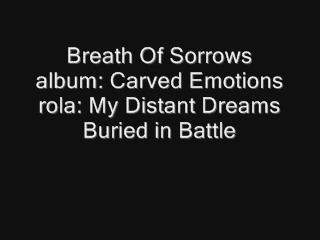 Breath Of Sorrows
album: Carved Emotions
rola: My Distant Dreams
Buried in Battle